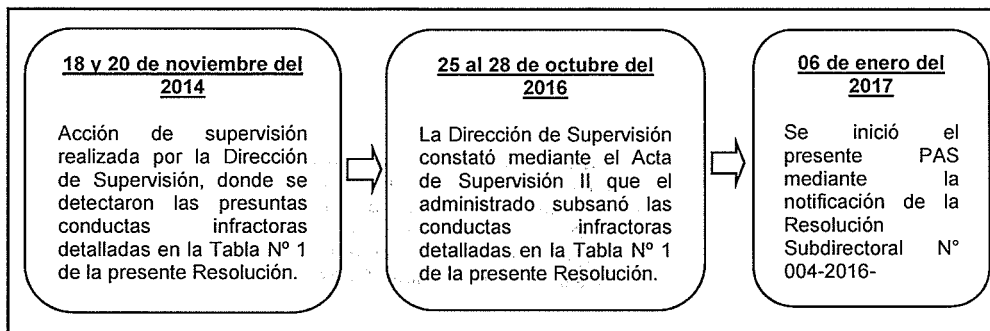 18 y 20 de noviembre del
2014
Acción de supervisión
realizada por la Dirección
de Supervisión, donde se
detectaron las presuntas
conductas infractoras
detalladas en la Tabla Nº 1
de la presente Resolución.
25 al 28 de octubre del
2016
La Dirección de Supervisión
constató mediante el Acta
de Supervisión II que el
administrado subsanó las
conductas infractoras
detalladas en la Tabla Nº 1
de la presente Resolución.
06 de enero del
2017
Se inició el
presente PAS
mediante la
notificación de la
Resolución
Subdirectoral N°
004-2016-